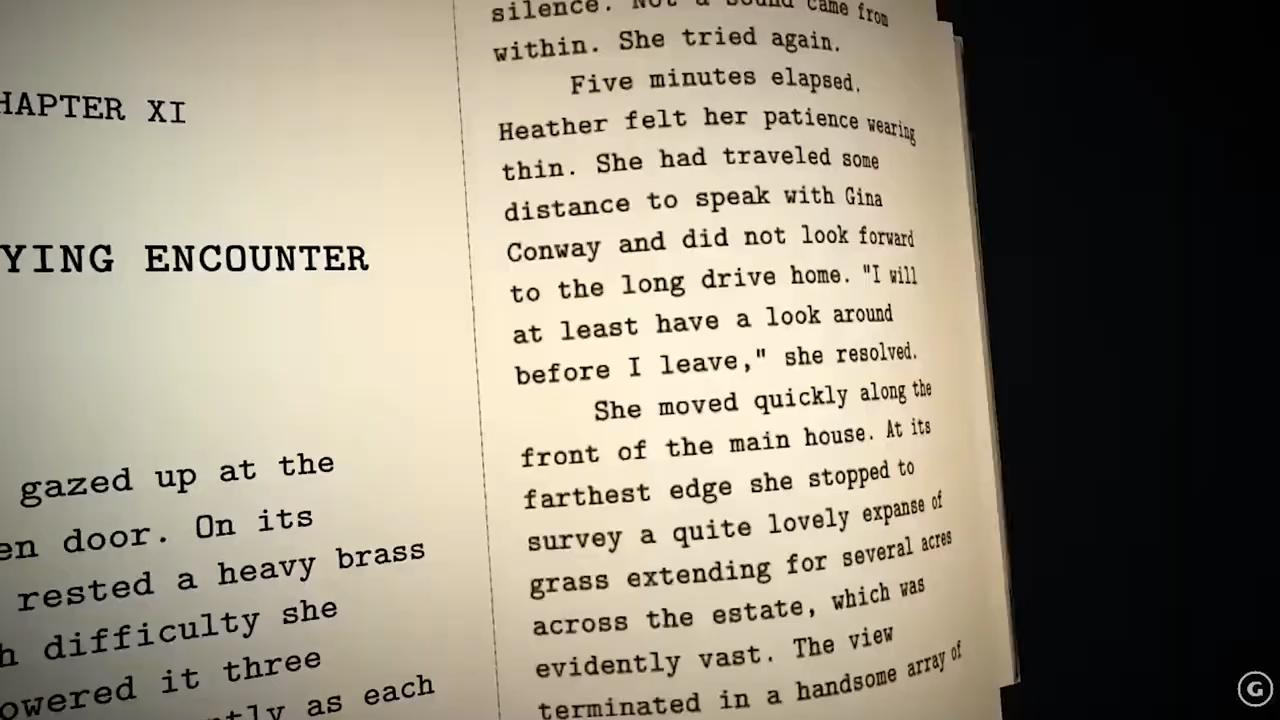 HAPTER XI
YING ENCOUNTER
gazed up at the
en door. On its
rested a heavy brass
h difficulty she
owered it three
tly as each
silence. Not a sound came from
within. She tried again.
Five minutes elapsed.
Heather felt her patience wearing
thin. She had traveled some
distance to speak with Gina
Conway and did not look forward
to the long drive home. "I will
at least have a look around
before I leave," she resolved.
She moved quickly along the
front of the main house. At its
farthest edge she stopped to
survey a quite lovely expanse of
grass extending for several acres
across the estate, which was
evidently vast. The view
terminated in a handsome array of
G